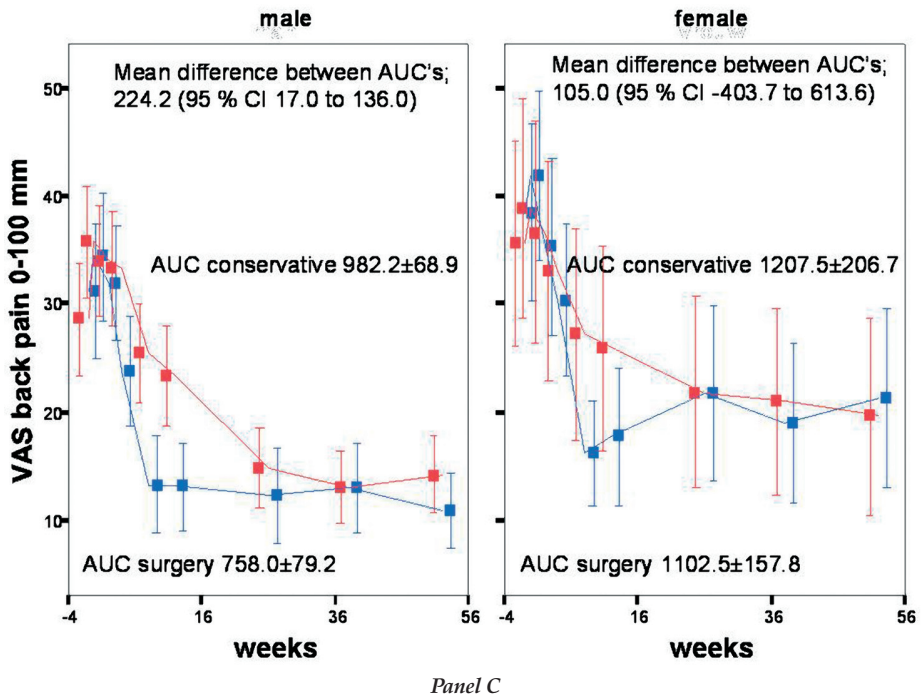 male
female
Mean difference between AUC's;
224.2 (95 % CI 17.0 to 136.0)
Mean difference between AUC's;
105.0 (95 % CI -403.7 to 613.6)
VAS back pain 0-100 mm
50
40
30
20
10
AUC conservative 982.2±68.9
AUC conservative 1207.5±206.7
AUC surgery 758.0±79.2
AUC surgery 1102.5±157.8
-4 16 36 56
-4 16 36 56
weeks
weeks
Panel C